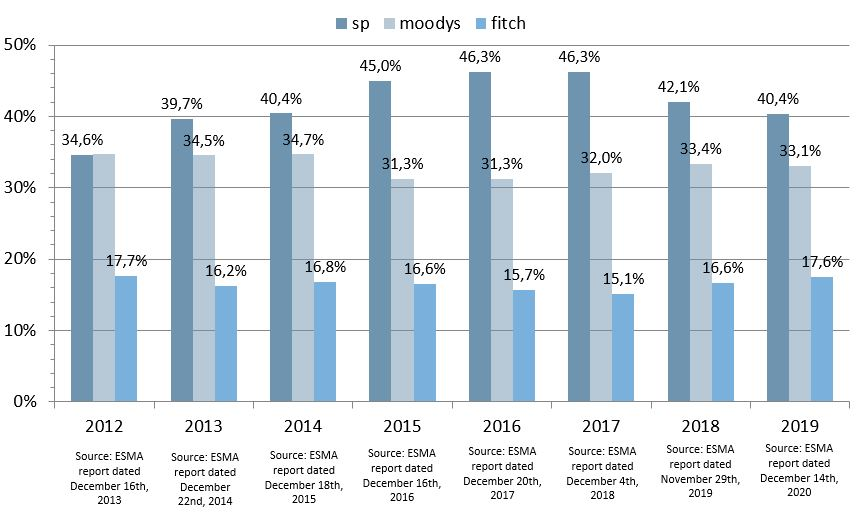 sp moodys fitch
50%
40%
30%
20%
10%
0%
34,6%
17,7%
39,7%
34,5%
16,2%
40,4%
34,7%
16,8%
45,0%
31,3%
16,6%
46,3%
31,3%
15,7%
46,3%
32,0%
15,1%
42,1%
33,4%
16,6%
40,4%
33,1%
17,6%
2012
Source: ESMA
report dated
December 16th,
2013
2013
Source: ESMA
report dated
December
22nd, 2014
2014
Source: ESMA
report dated
December 18th,
2015
2015
Source: ESMA
report dated
December 16th,
2016
2016
Source: ESMA
report dated
December 20th,
2017
2017
Source: ESMA
report dated
December 4th,
2018
2018
Source: ESMA
report dated
November 29th,
2019
2019
Source: ESMA
report dated
December 14th,
2020